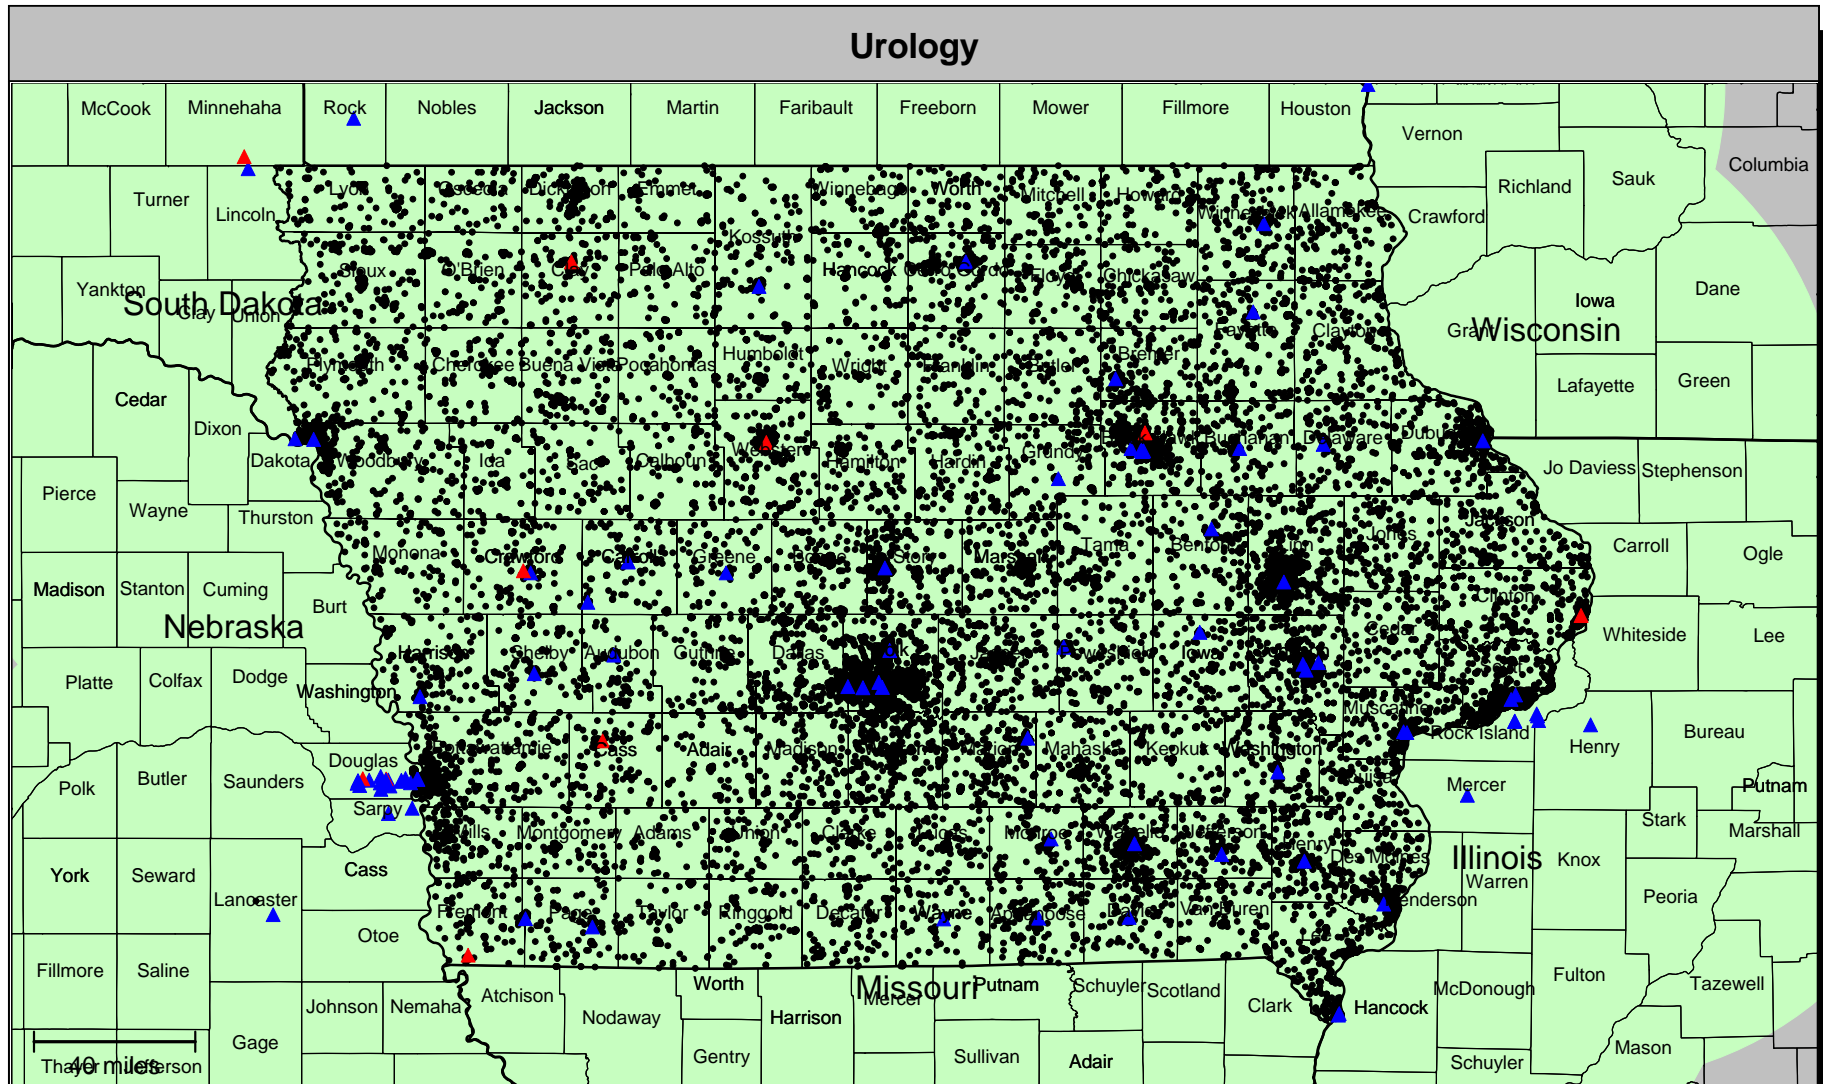 Urology
McCook Minnehaha Rock Nobles Jackson Martin Faribault Freeborn Mower Fillmore Houston
Vernon
Columbia
Richland Sauk
Turner Lincoln
Lyon Osceola Dickinson Emmet Winnebago Worth Mitchell Howard Winneshiek Allamakee
Crawford
Kossuth
Yankton
Sioux O'Brien Clay Palo Alto Hancock Cerro Gordo Floyd Chickasaw
Dane
Iowa
South Dakota
Clay Union
Fayette Clayton
Grant
Wisconsin
Plymouth Cherokee Buena Vista Pocahontas Humboldt Wright Franklin Butler Bremer
Lafayette Green
Cedar
Dixon
Dakota Woodbury Ida Sac Calhoun Webster Hamilton Hardin Grundy Black Hawk Buchanan Delaware Dubuque
Jo Daviess Stephenson
Pierce
Wayne Thurston
Monona Crawford Carroll Greene Boone Story Marshall Tama Benton Linn Jones Jackson
Carroll Ogle
Madison Stanton Cuming
Burt
Clinton
Nebraska
Cedar
Whiteside Lee
Harrison Shelby Audubon Guthrie Dallas Polk Jasper Poweshiek Iowa Johnson Scott
Platte Colfax Dodge Washington
Muscatine
Rock Island Henry Bureau
Douglas Pottawattamie Cass Adair Madison Warren Marion Mahaska Keokuk Washington
Polk Butler Saunders
Louisa
Mercer
Putnam
Sarpy
Stark Marshall
Mills Montgomery Adams Union Clarke Lucas Monroe Wapello Jefferson Henry Des Moines
Illinois
Knox
York Seward Cass
Warren
Lancaster
Henderson
Peoria
Fremont Page Taylor Ringgold Decatur Wayne Appanoose Davis Van Buren
Lee
Otoe
Fillmore Saline
Fulton
Tazewell
Worth
Missouri
Mercer
Putnam Schuyler Scotland
McDonough
Johnson Nemaha Atchison
Nodaway Harrison
Clark Hancock
Gage
Gentry Sullivan Adair
Schuyler Mason
Thayer Jefferson
40 miles